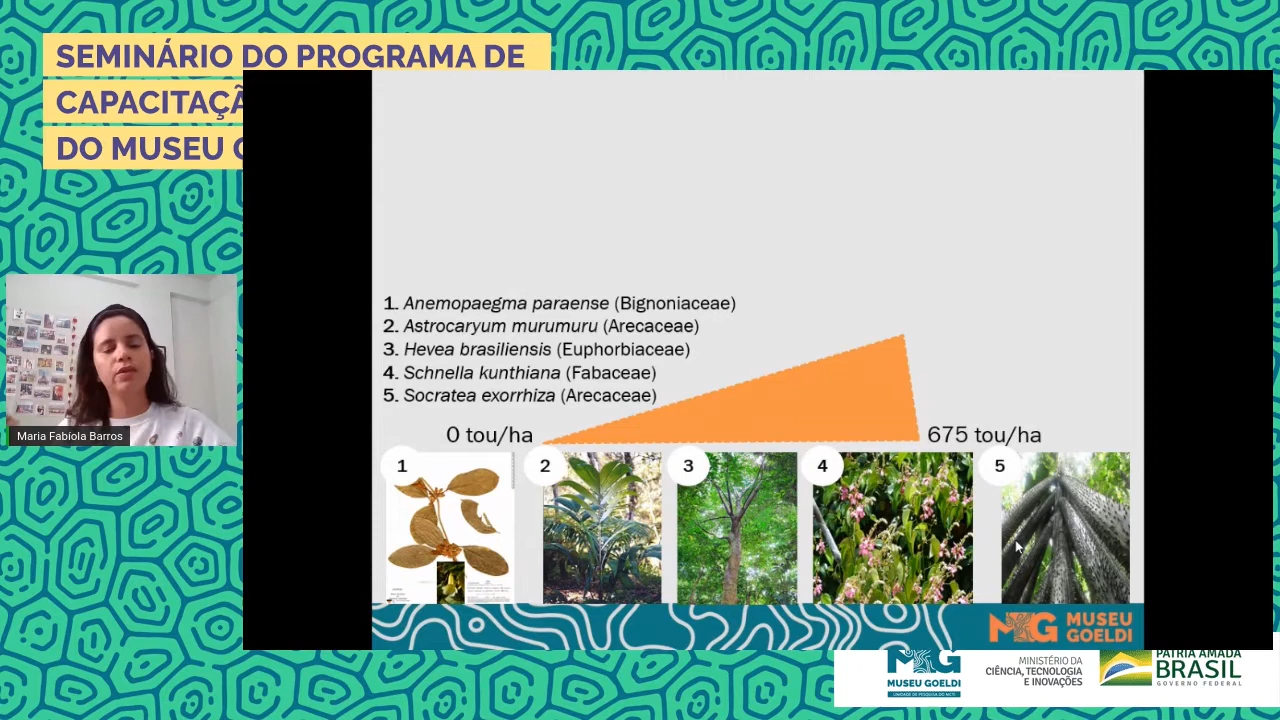 SEMINÁRIO DO PROGRAMA DE
CAPACITAÇÃ
DO MUSEU G
1. Anemopaegma paraense (Bignoniaceae)
2. Astrocaryum murumuru (Arecaceae)
3. Hevea brasiliensis (Euphorbiaceae)
4. Schnella kunthiana (Fabaceae)
5. Socratea exorrhiza (Arecaceae)
0 tou/ha
675 tou/ha
1
2
3
4
5
Maria Fabíola Barros
MG MUSEU
GOELDI
MG
MUSEU GOELDI
UNIDADE DE PESQUISA DO MCTI
MINISTÉRIO DA
CIÊNCIA, TECNOLOGIA
E INOVAÇÕES
PÁTRIA AMADA
BRASIL
GOVERNO FEDERAL